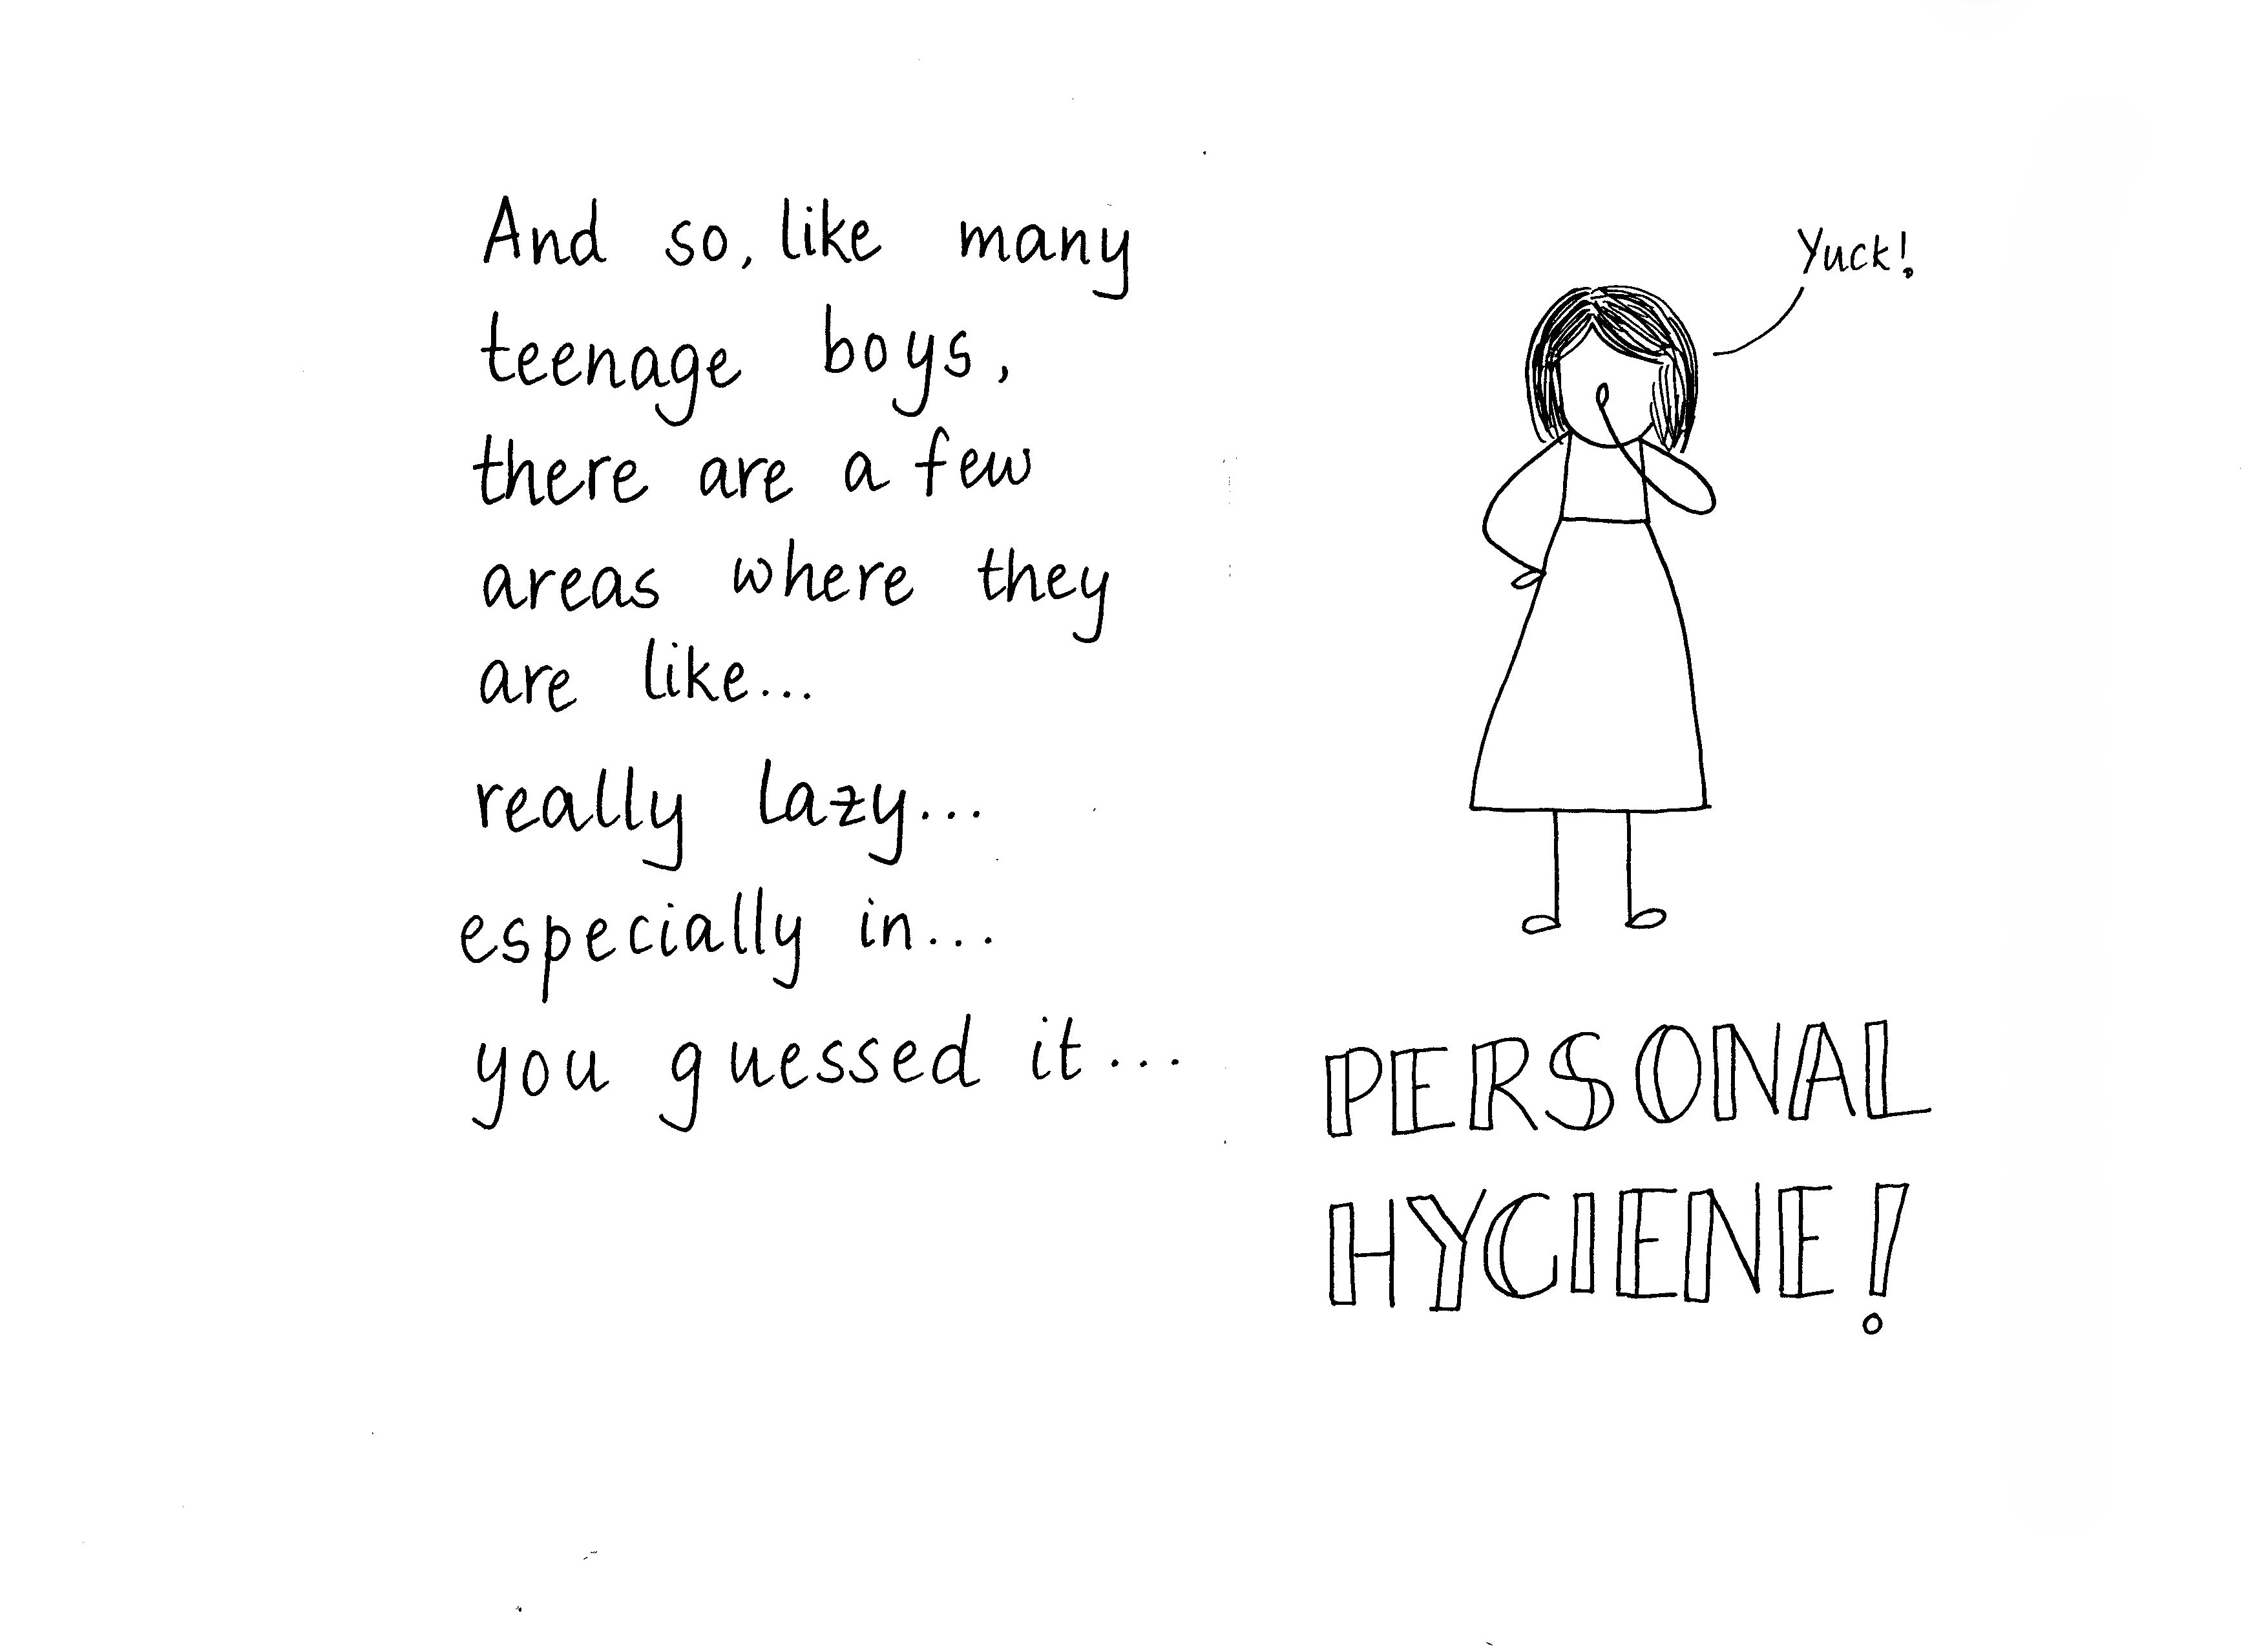 And so, like many
teenage boys,
there are a few
areas where they
are like...
really lazy...
especially in...
you guessed it...
Yuck!
PERSONAL
HYGIENE!